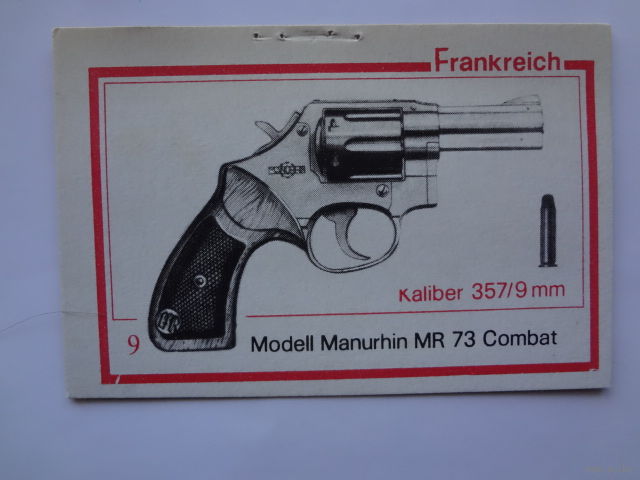 Frankreich
Kaliber 357/9 mm
9
Modell Manurhin MR 73 Combat